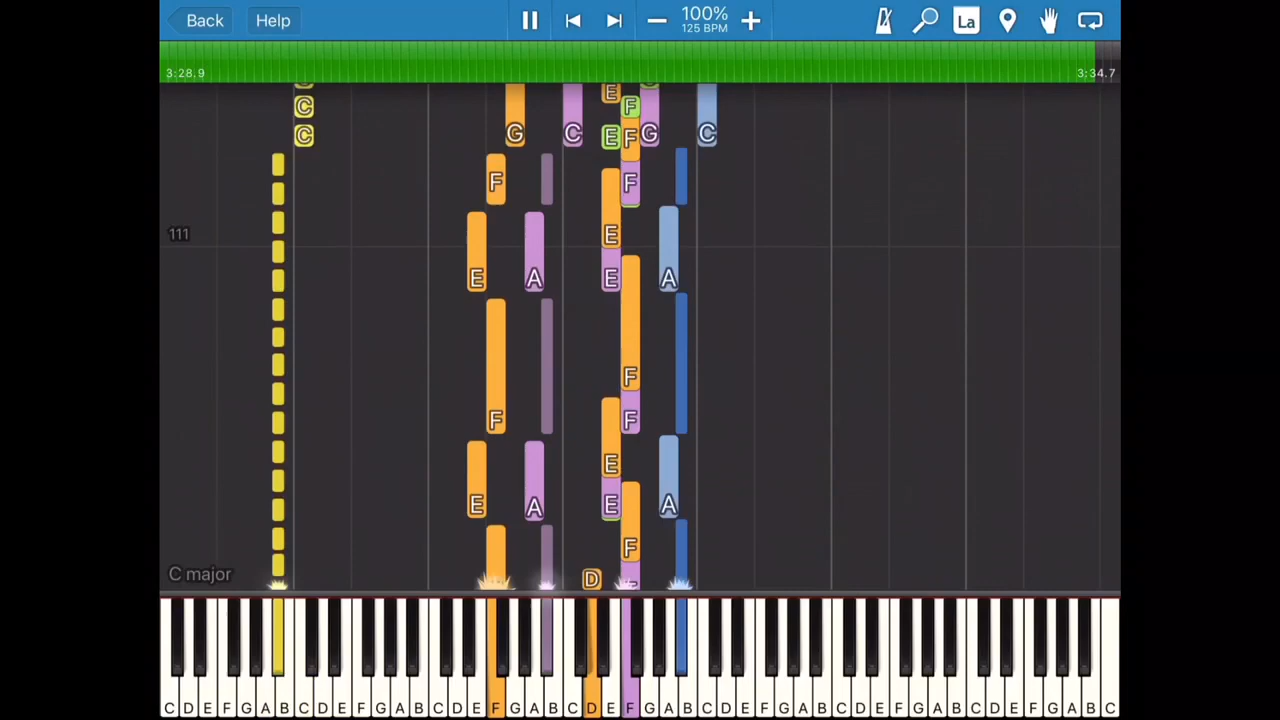 Back Help 100% La
125 BPM
3:28.9 3:34.7
E
C F
C G C E F G C
F F
111 E
E A E A
F
F F
E
E A E A
F
C major D
C D E F G A B C D E F G A B C D E F G A B C D E F G A B C D E F G A B C D E F G A B C D E F G A B C